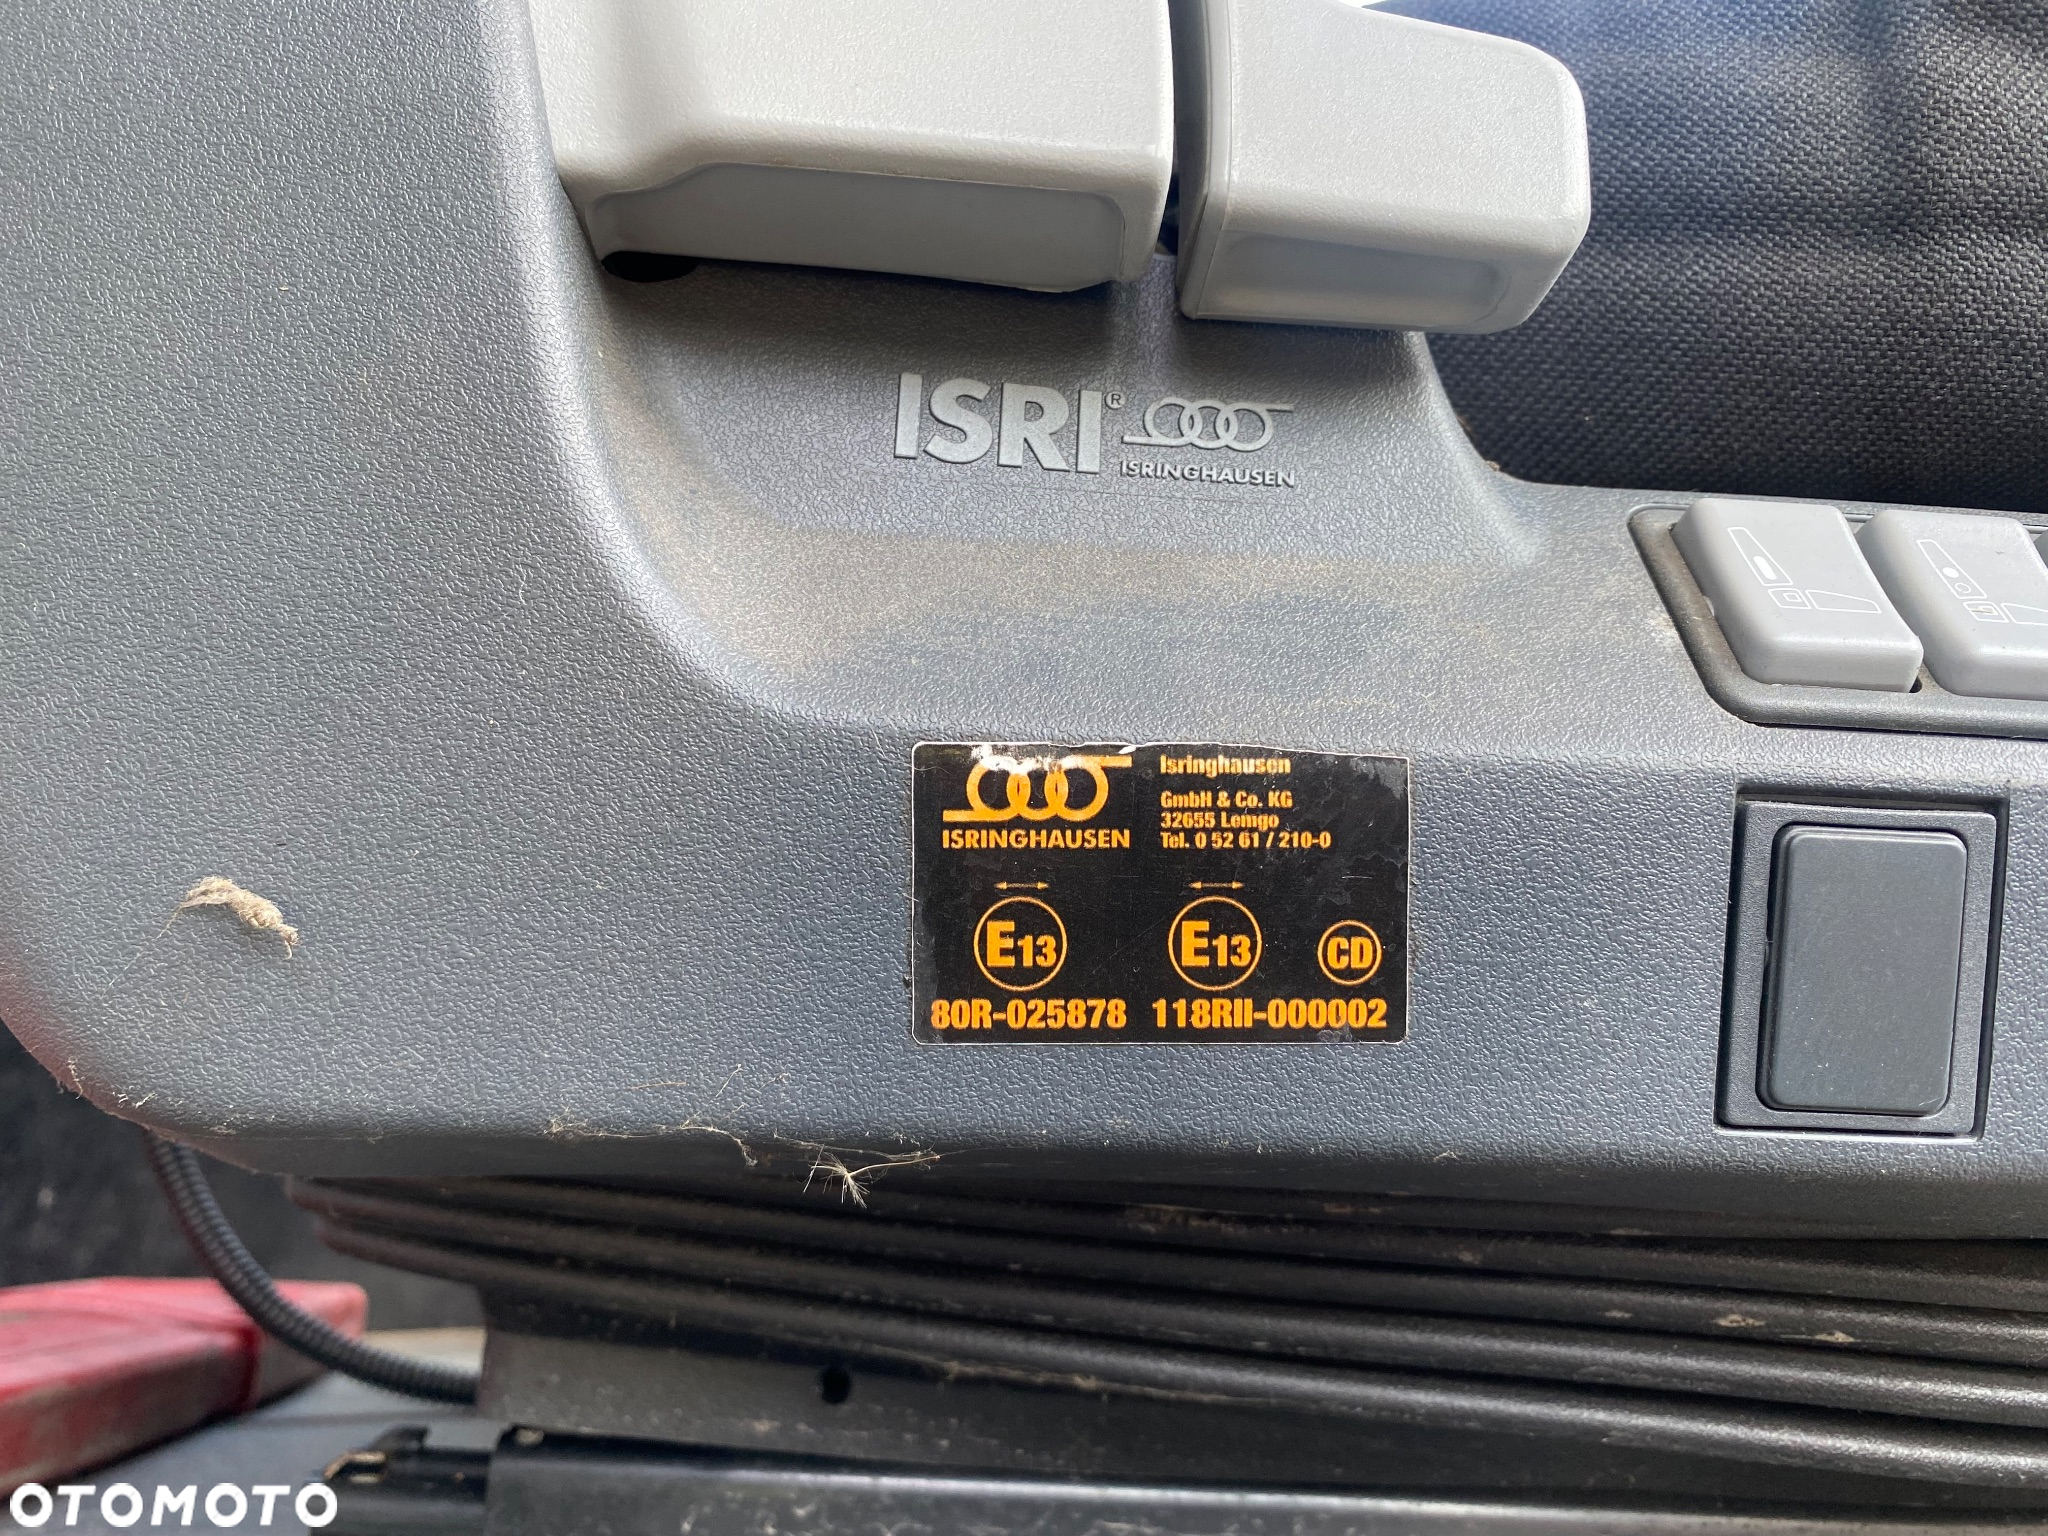 ISRI®
ISRINGHAUSEN
ISRINGHAUSEN
Isringhausen
GmbH & Co. KG
32655 Lemgo
Tel. 0 52 61 / 210-0
E13
E13
CD
80R-025878
118RII-000002
OTOMOTO